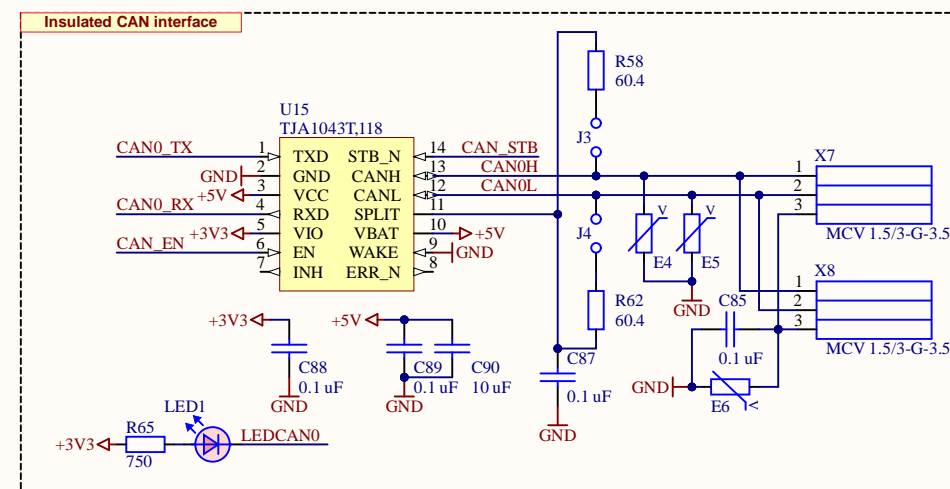 Insulated CAN interface
R58
60.4
J3
U15
TJA1043T,118
CAN0_TX 1 TXD STB_N 14 CAN_STB
GND 2 GND CANH 13 CAN0H
+5V 3 VCC CANL 12 CAN0L
CAN0_RX 4 RXD SPLIT 11
+3V3 5 VIO VBAT 10 +5V
CAN_EN 6 EN WAKE 9 GND
7 INH ERR_N 8
X7
1
2
3
MCV 1.5/3-G-3.5
J4
V
E4
V
E5
GND
R62
60.4
X8
1
2
3
MCV 1.5/3-G-3.5
C85
0.1 uF
GND
E6
V
+3V3
C88
0.1 uF
GND
+5V
C89
0.1 uF
C90
10 uF
GND
C87
0.1 uF
GND
LED1
R65
+3V3
750
LEDCAN0